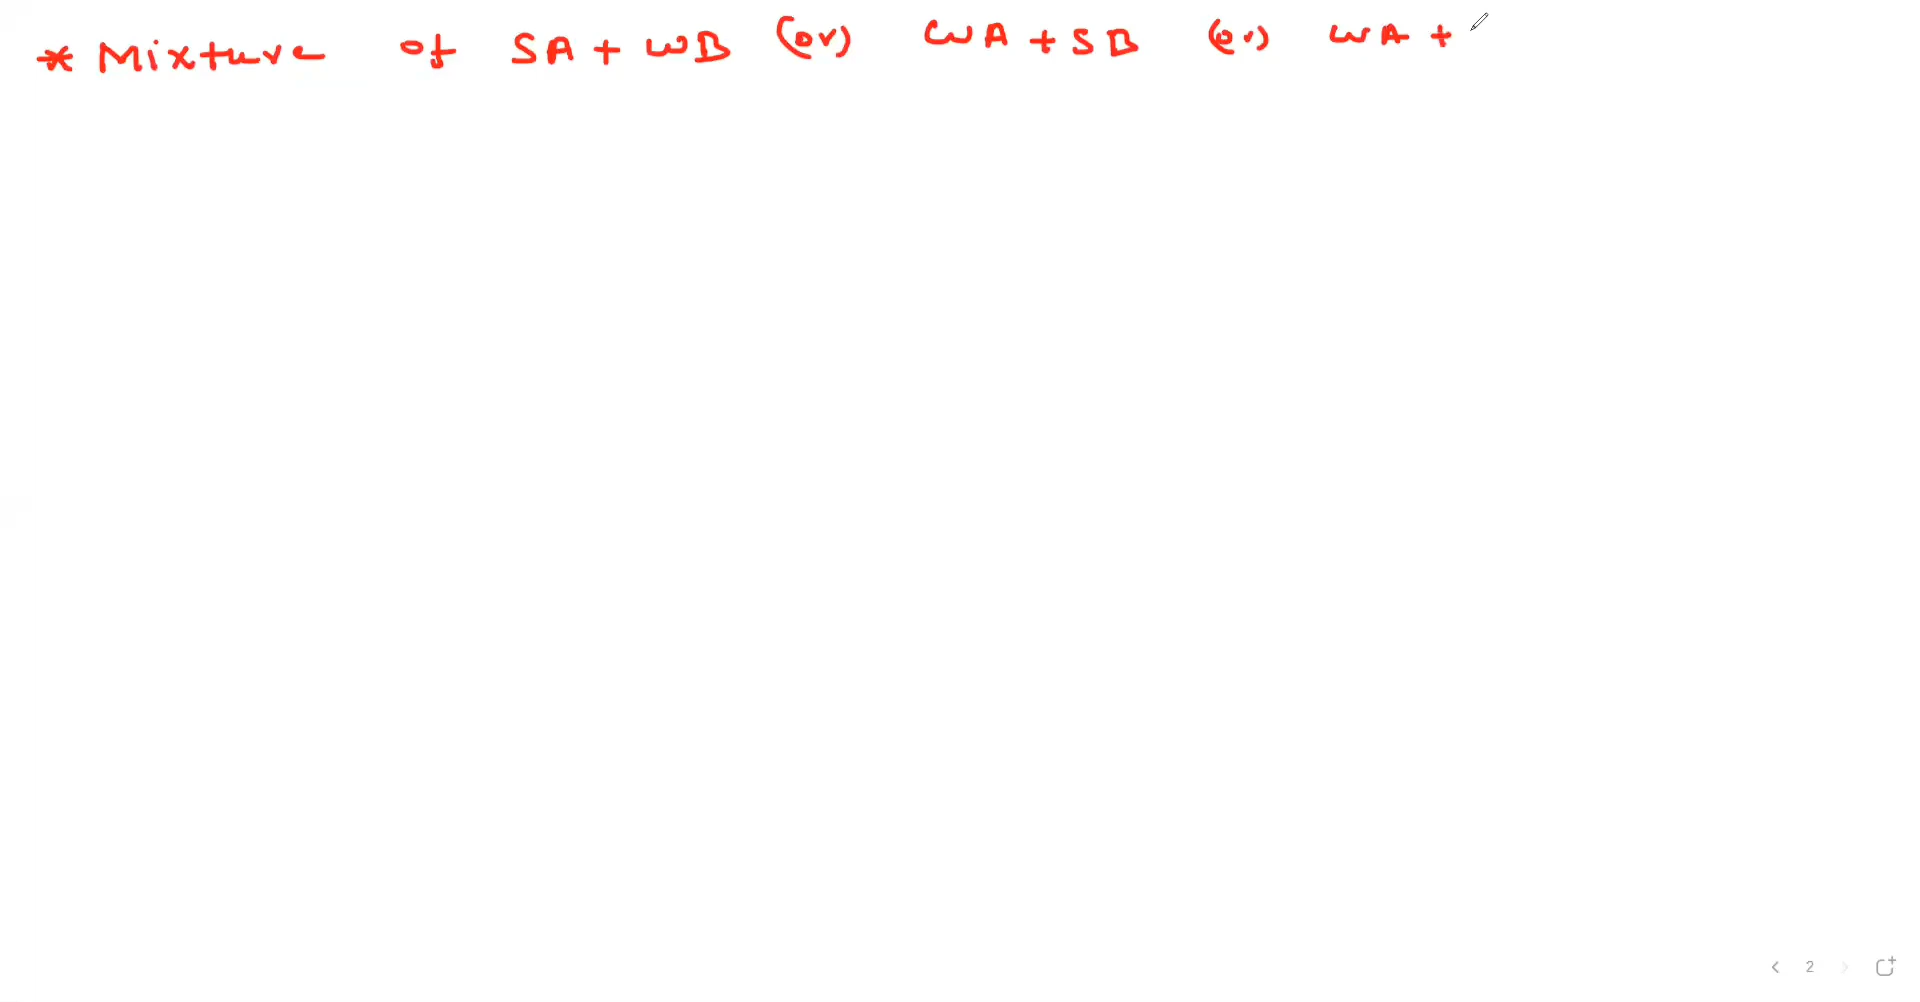 * Mixture of SA + WB (or) WA + SB (or) WA +
2